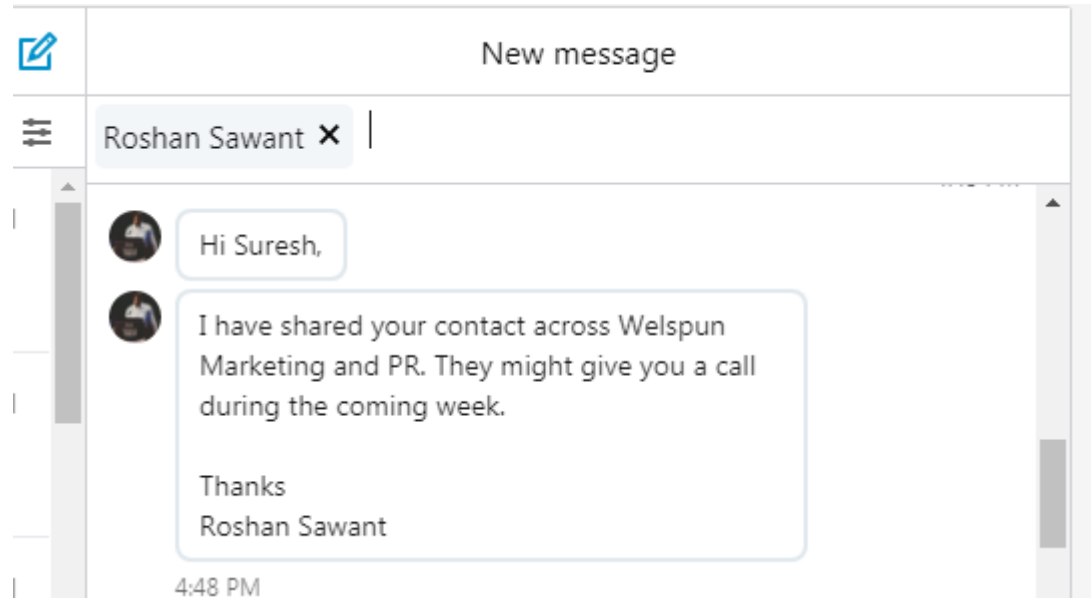 New message
Roshan Sawant ✕
Hi Suresh,
I have shared your contact across Welspun
Marketing and PR. They might give you a call
during the coming week.
Thanks
Roshan Sawant
4:48 PM